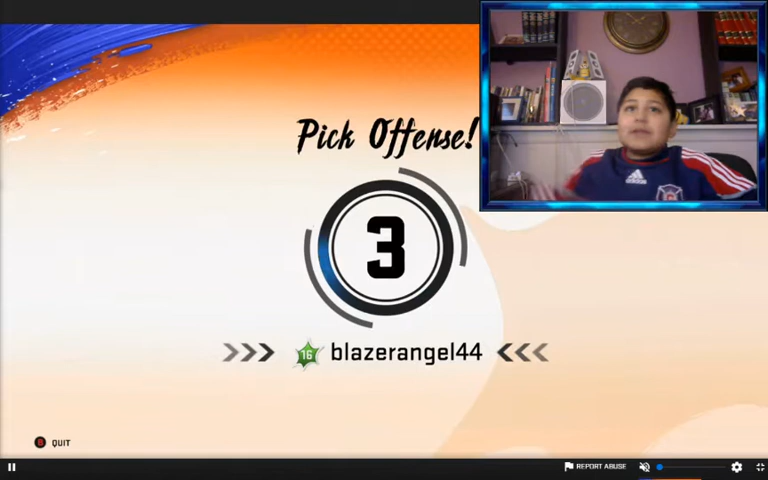 Pick Offense!
3
16 blazerangel44
B QUIT
REPORT ABUSE
adidas